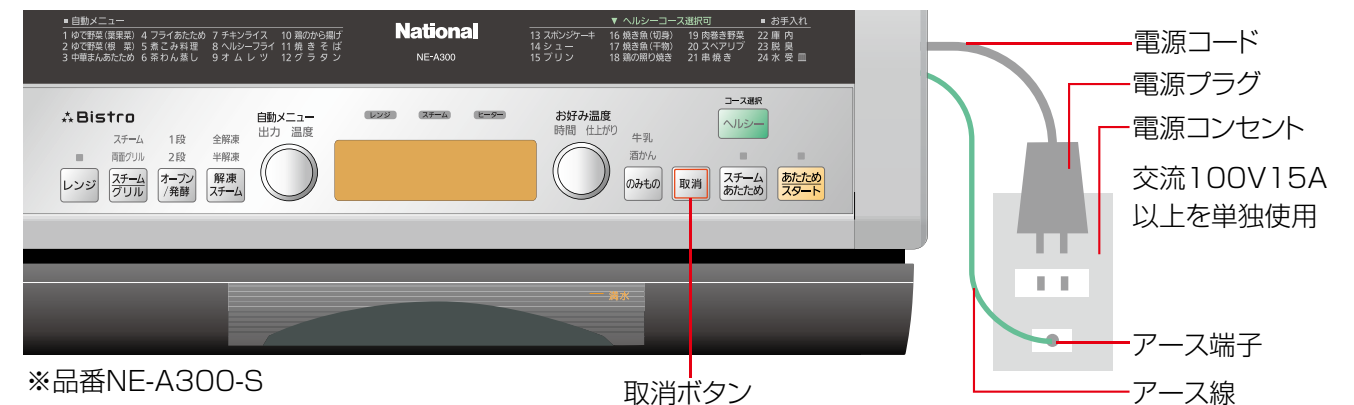 ■ 自動メニュー
1 ゆで野菜(葉果菜) 4 フライあたため 7 チキンライス 10 鶏のから揚げ
2 ゆで野菜(根 菜) 5 煮こみ料理 8 ヘルシーフライ 11 焼きそば
3 中華まんあたため 6 茶わん蒸し 9 オムレツ 12 グラタン
National
NE-A300
▼ ヘルシーコース選択可 ■ お手入れ
13 スポンジケーキ 16 焼き魚(切身) 19 肉巻き野菜 22 庫内
14 シュー 17 焼き魚(干物) 20 スペアリブ 23 脱臭
15 プリン 18 鶏の照り焼き 21 串焼き 24 水受皿
Bistro
スチーム 1段 全解凍
両面グリル 2段 半解凍
レンジ
スチーム
グリル
オーブン
/発酵
解凍
スチーム
自動メニュー
出力 温度
レンジ スチーム ヒーター
お好み温度
時間 仕上がり
牛乳
酒かん
のみもの
取消
コース選択
ヘルシー
スチーム
あたため
あたため
スタート
満水
電源コード
電源プラグ
電源コンセント
交流100V15A
以上を単独使用
アース端子
アース線
取消ボタン
※品番NE-A300-S